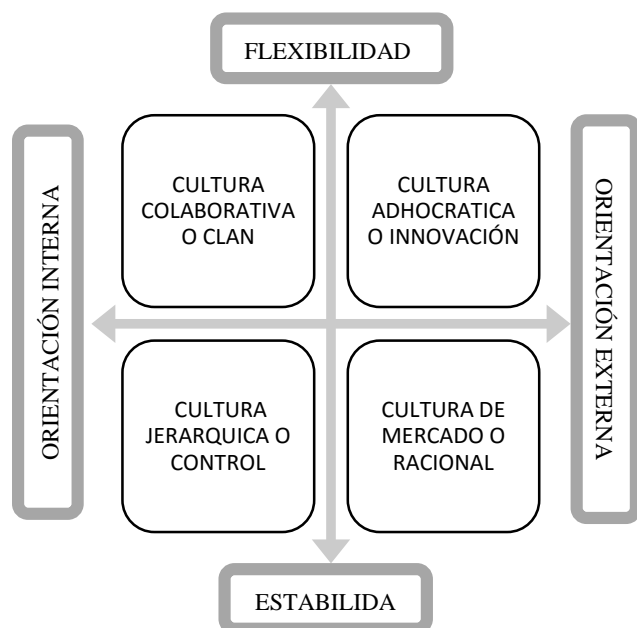 FLEXIBILIDAD
ORIENTACIÓN INTERNA
CULTURA
COLABORATIVA
O CLAN
CULTURA
ADHOCRATICA
O INNOVACIÓN
ORIENTACIÓN EXTERNA
CULTURA
JERARQUICA O
CONTROL
CULTURA DE
MERCADO O
RACIONAL
ESTABILIDA